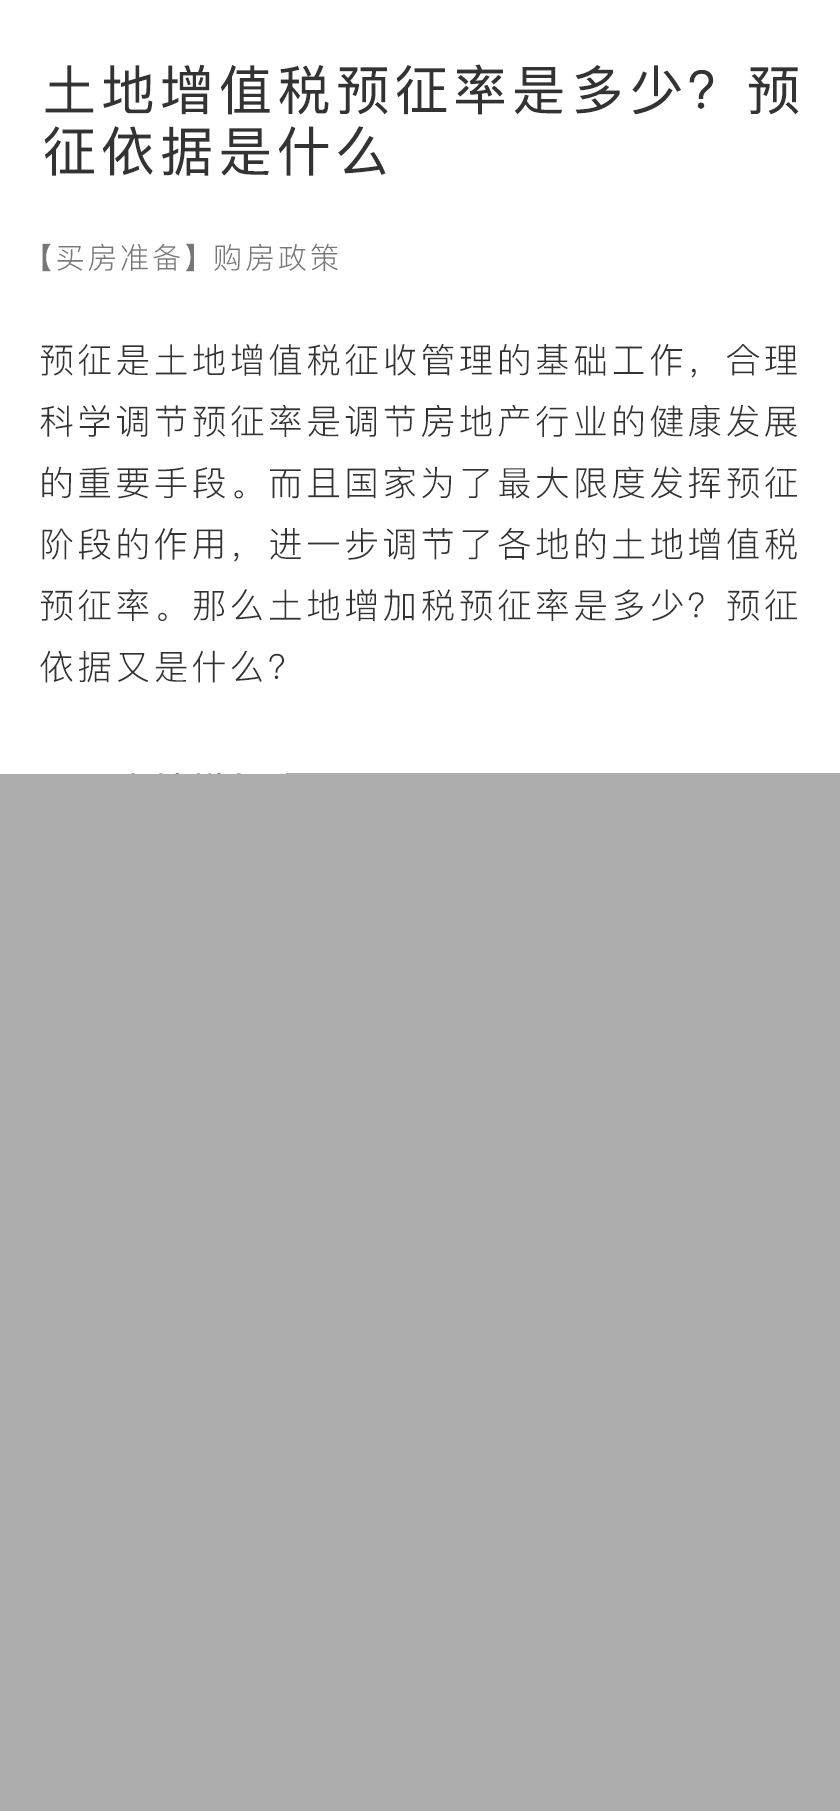 土地增值税预征率是多少？预
征依据是什么
【买房准备】购房政策
预征是土地增值税征收管理的基础工作，合理
科学调节预征率是调节房地产行业的健康发展
的重要手段。而且国家为了最大限度发挥预征
阶段的作用，进一步调节了各地的土地增值税
预征率。那么土地增加税预征率是多少？预征
依据又是什么？